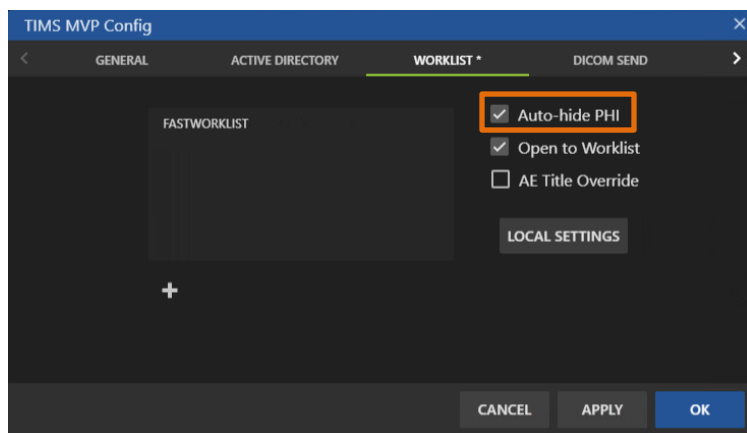 TIMS MVP Config
GENERAL ACTIVE DIRECTORY WORKLIST * DICOM SEND
FASTWORKLIST
Auto-hide PHI
Open to Worklist
AE Title Override
LOCAL SETTINGS
CANCEL APPLY OK